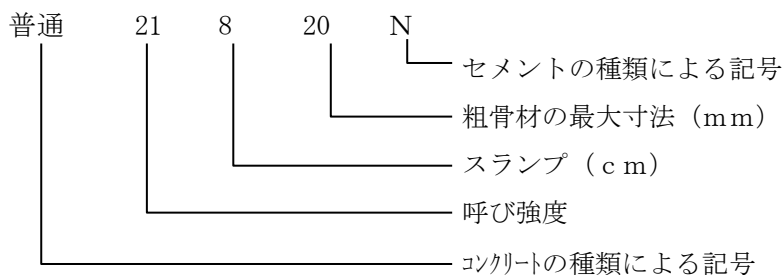 普通 21 8 20 N
セメントの種類による記号
粗骨材の最大寸法（ｍｍ）
スランプ（ｃｍ）
呼び強度
ｺﾝｸﾘｰﾄの種類による記号